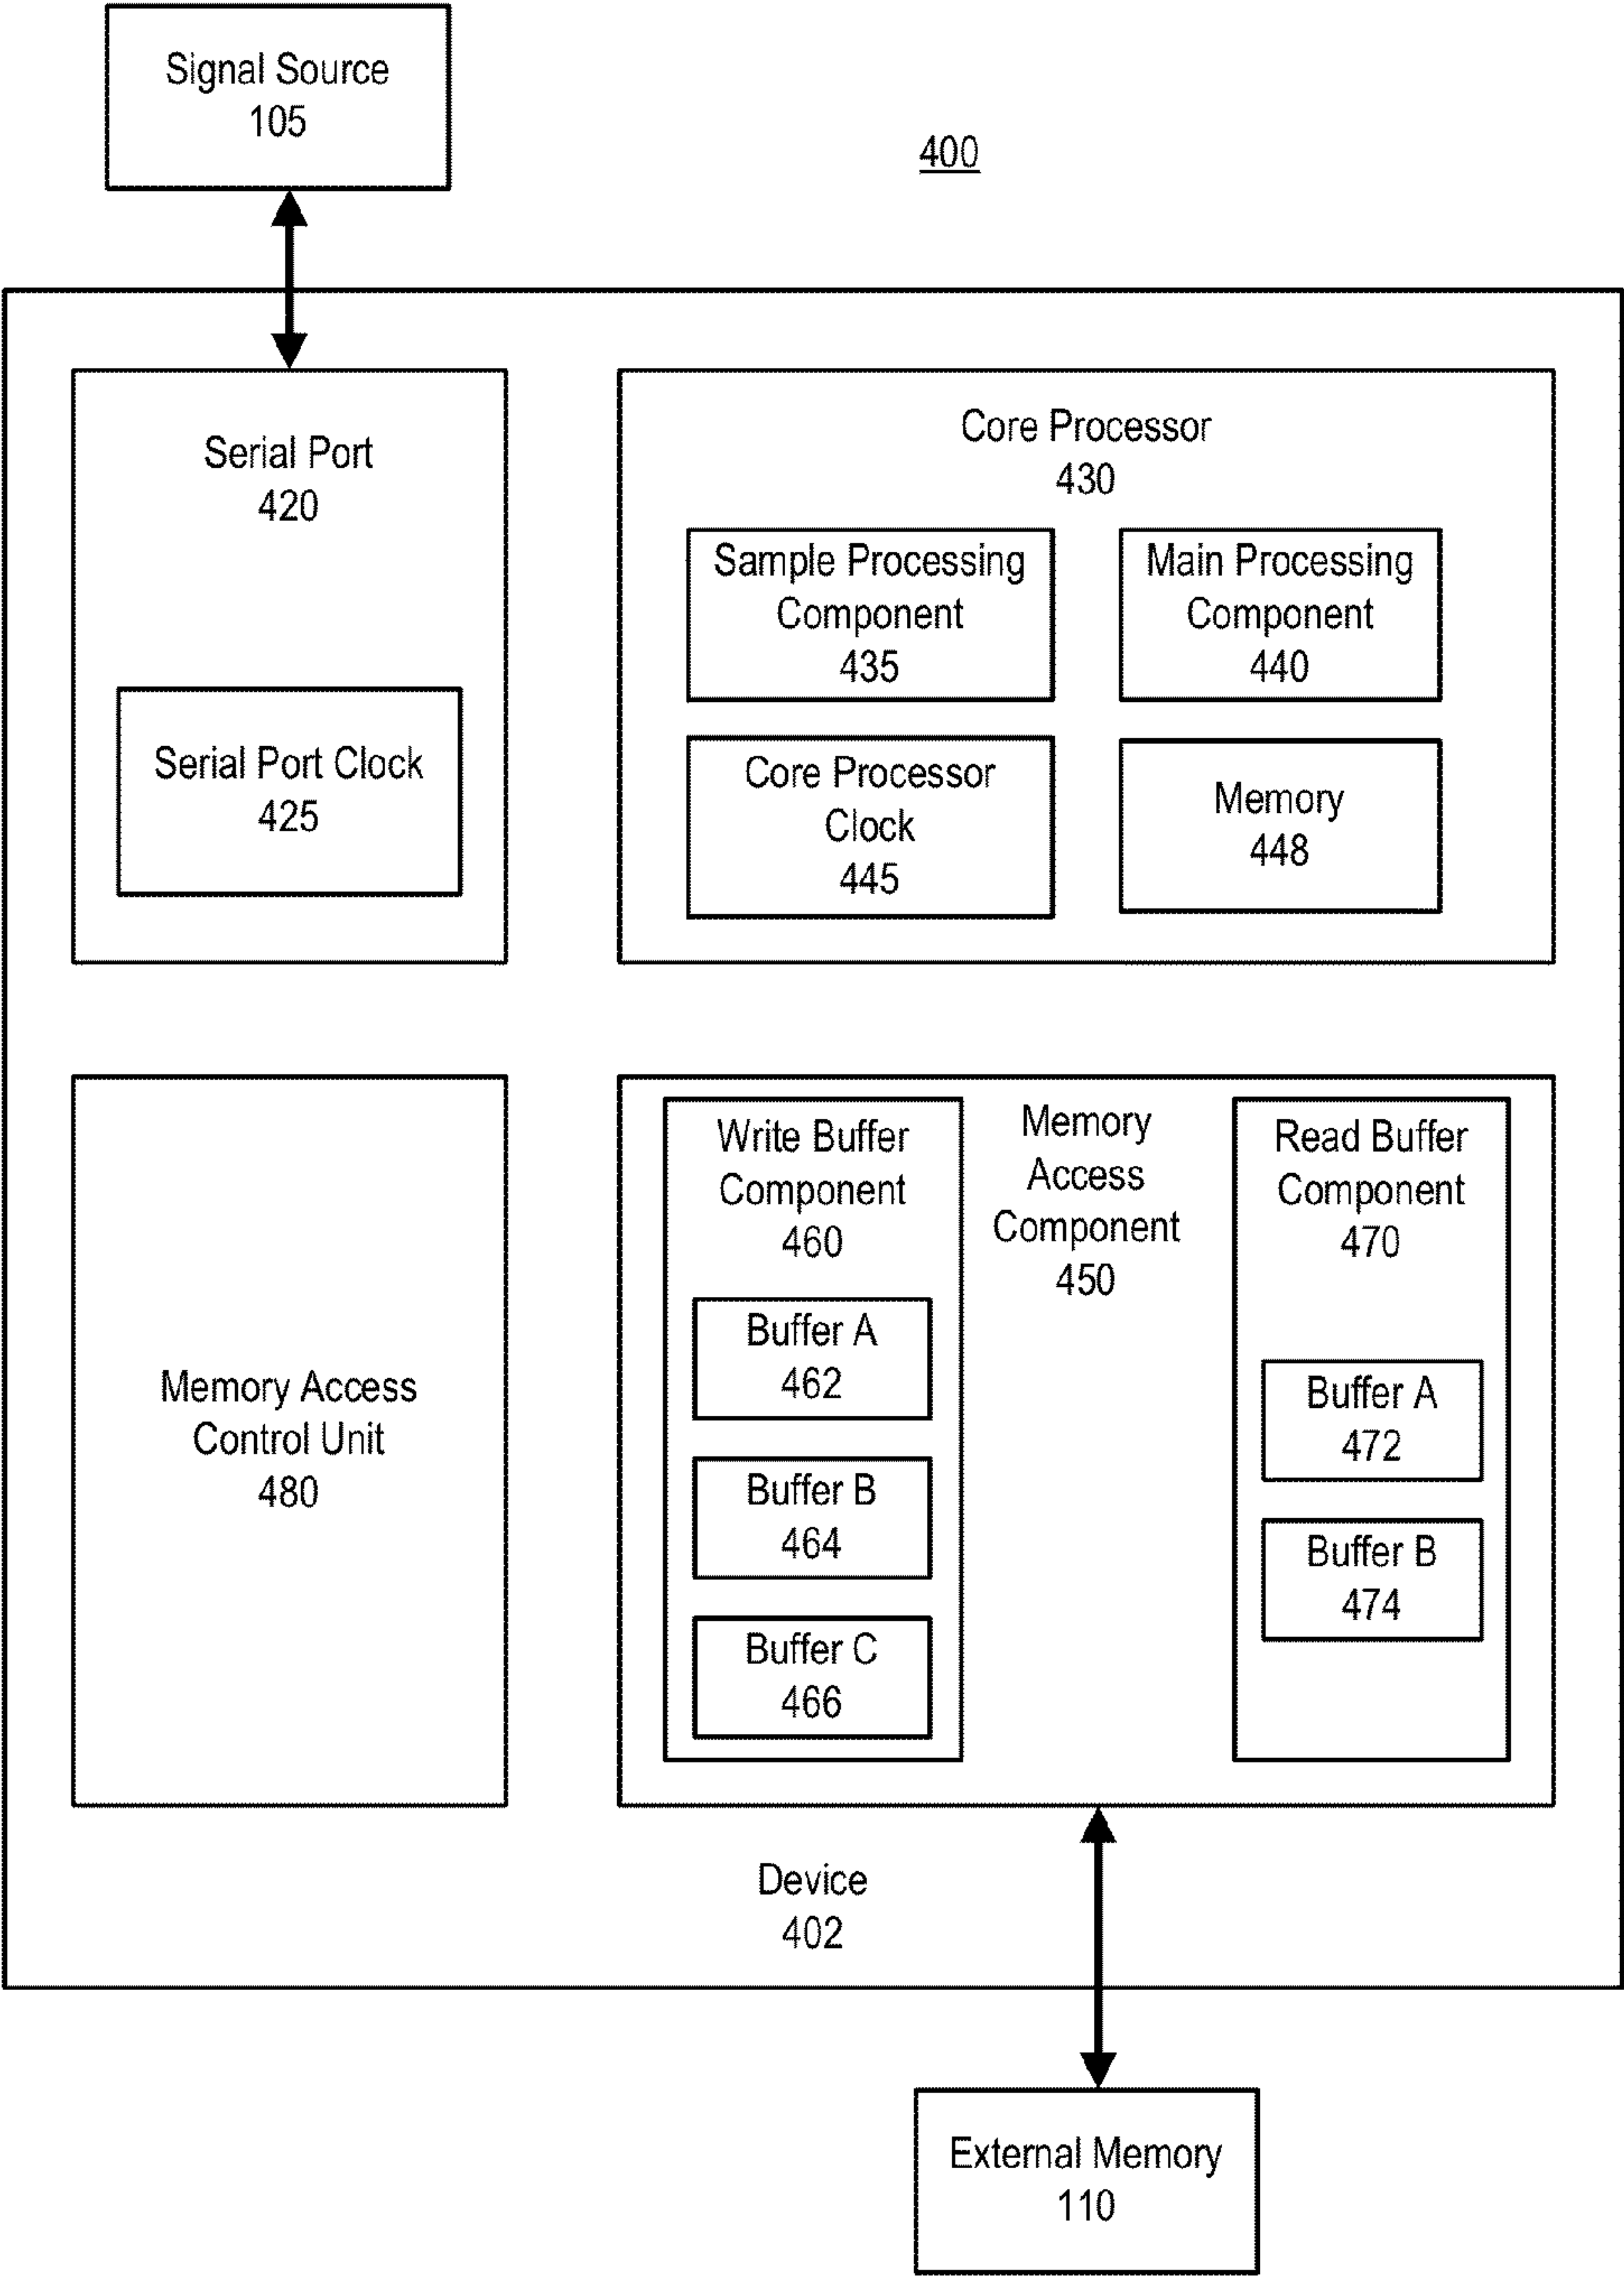 Signal Source
105
400
Serial Port
420
Serial Port Clock
425
Core Processor
430
Sample Processing
Component
435
Main Processing
Component
440
Core Processor
Clock
445
Memory
448
Memory Access
Control Unit
480
Write Buffer
Component
460
Buffer A
462
Buffer B
464
Buffer C
466
Memory
Access
Component
450
Read Buffer
Component
470
Buffer A
472
Buffer B
474
Device
402
External Memory
110